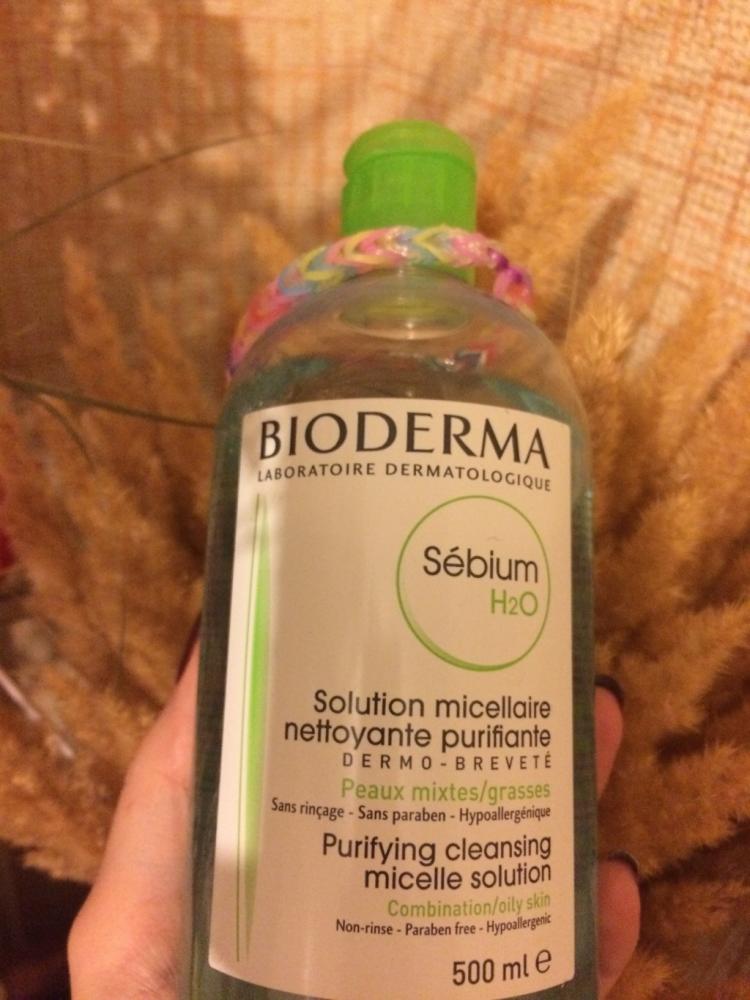 BIODERMA
LABORATOIRE DERMATOLOGIQUE
Sébium
H2O
Solution micellaire
nettoyante purifiante
DERMO-BREVETÉ
Peaux mixtes/grasses
Sans rinçage - Sans paraben - Hypoallergénique
Purifying cleansing
micelle solution
Combination/oily skin
Non-rinse - Paraben free - Hypoallergenic
500 ml e